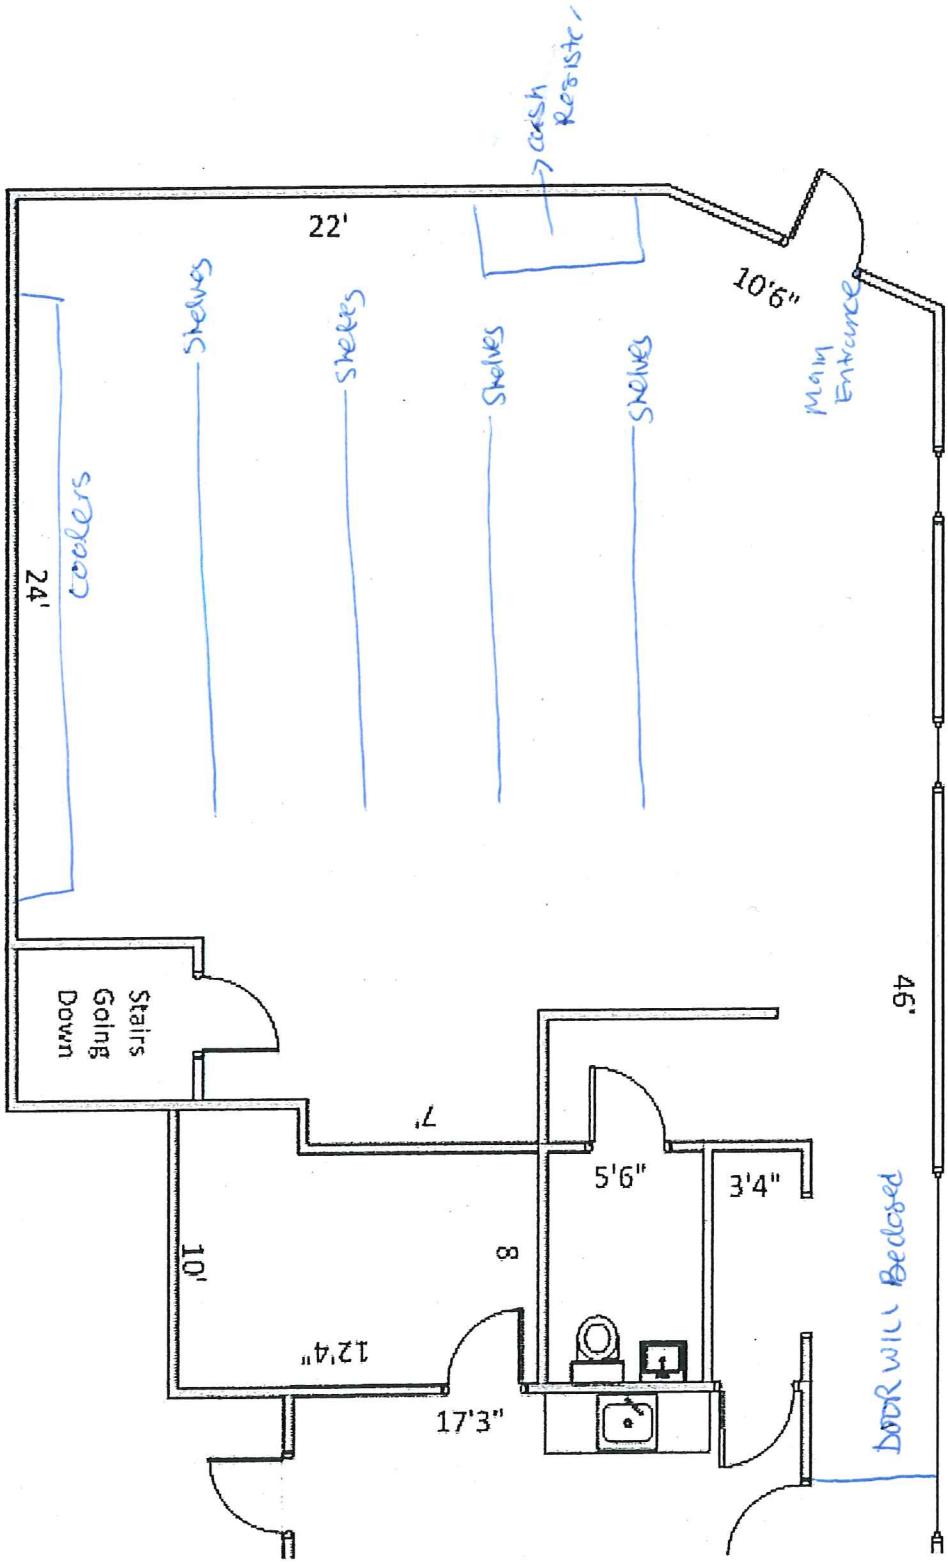 cash
Register
22'
10'6"
Main
Entrance
Shelves
Shelves
Shelves
Shelves
Coolers
24'
46'
Stairs
Going
Down
7'
5'6"
3'4"
DOOR WILL Be closed
10'
8
12'4"
17'3"